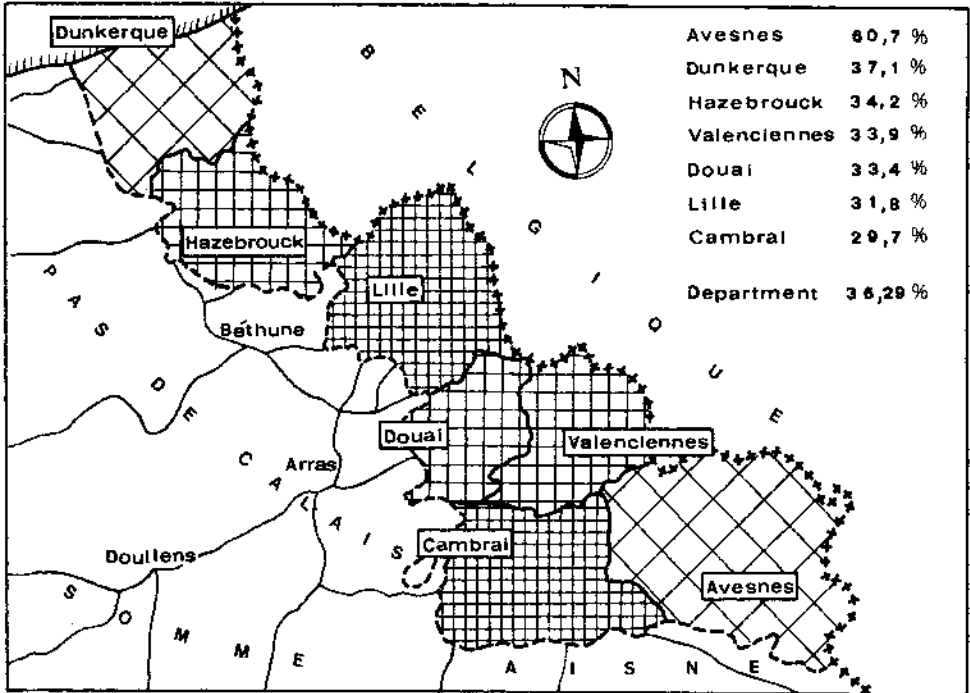 Dunkerque
Hazebrouck
Lille
Béthune
Douai
Valenciennes
Arras
Cambrai
Doullens
Avesnes
BELGIQUE
PAS DE CALAIS
SOMME
AISNE
N
Avesnes 60,7 %
Dunkerque 37,1 %
Hazebrouck 34,2 %
Valenciennes 33,9 %
Douai 33,4 %
Lille 31,8 %
Cambrai 29,7 %
Department 36,29 %